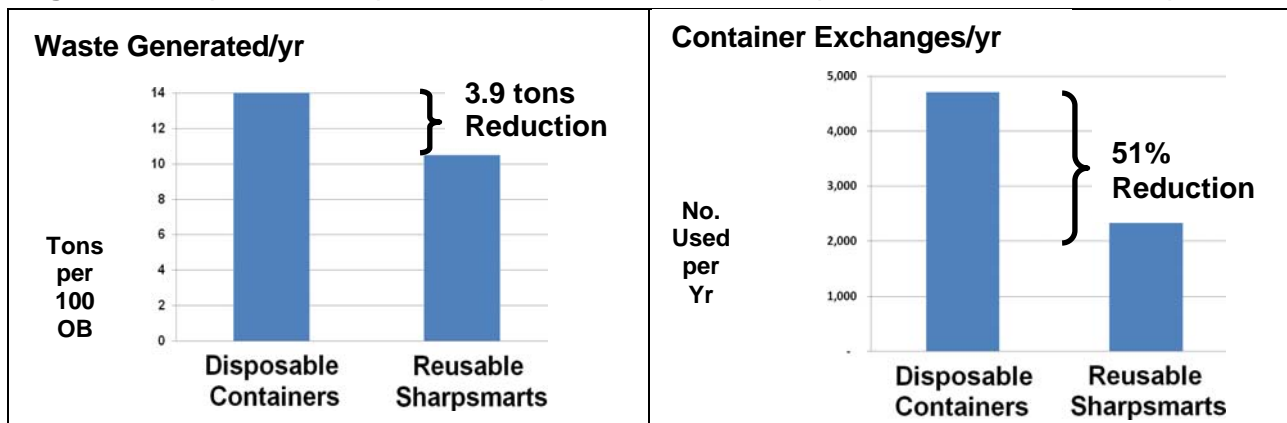 Waste Generated/yr
3.9 tons
Reduction
14
12
10
8
6
4
2
0
Tons
per
100
OB
Disposable
Containers
Reusable
Sharpsmarts
Container Exchanges/yr
5,000
4,000
3,000
2,000
1,000
-
51%
Reduction
No.
Used
per
Yr
Disposable
Containers
Reusable
Sharpsmarts